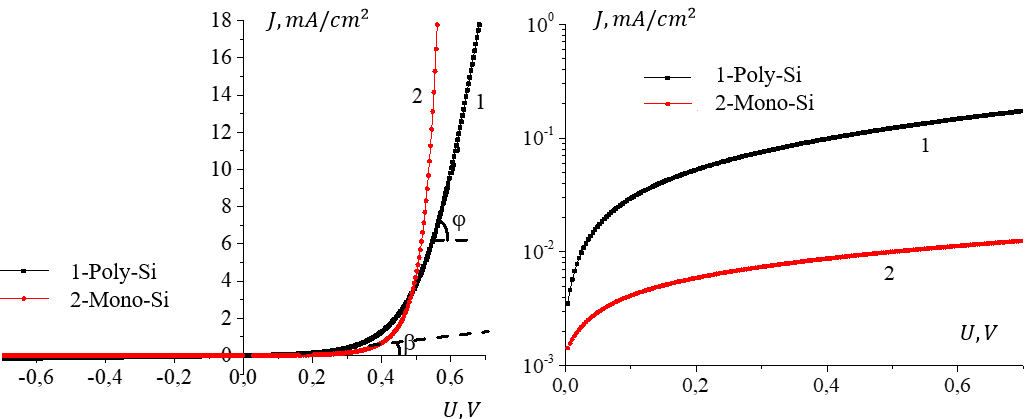 J, mA/cm²
18
16
14
12
10
8
6
4
2
0
2
1
φ
β
1-Poly-Si
2-Mono-Si
-0,6 -0,4 -0,2 0,0 0,2 0,4 0,6
U, V
J, mA/cm²
10⁰
10⁻¹
10⁻²
10⁻³
1-Poly-Si
2-Mono-Si
1
2
U, V
0,0 0,2 0,4 0,6